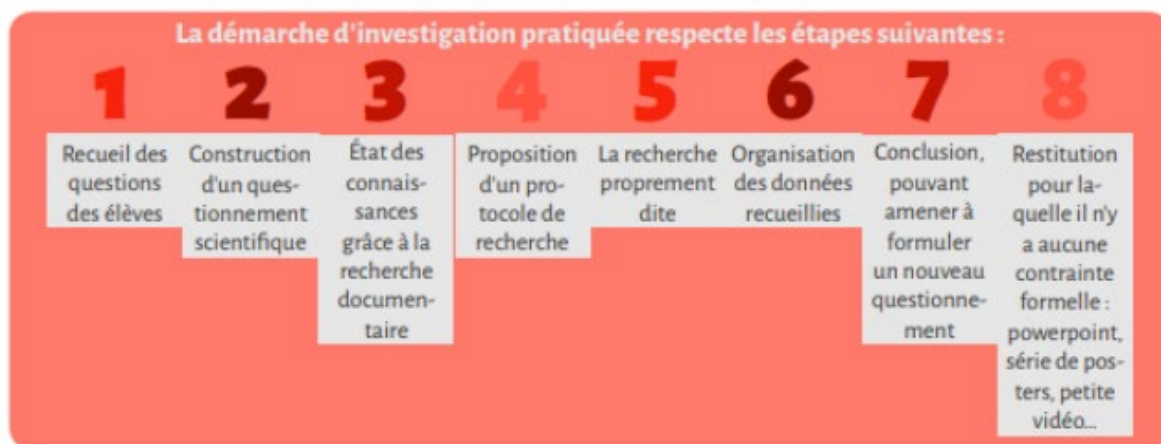 La démarche d'investigation pratiquée respecte les étapes suivantes :
1
Recueil des
questions
des élèves
2
Construction
d'un ques-
tionnement
scientifique
3
État des
connais-
sances
grâce à la
recherche
documen-
taire
4
Proposition
d'un pro-
tocole de
recherche
5
La recherche
proprement
dite
6
Organisation
des données
recueillies
7
Conclusion,
pouvant
amener à
formuler
un nouveau
questionne-
ment
8
Restitution
pour la-
quelle il n'y
a aucune
contrainte
formelle :
powerpoint,
série de pos-
ters, petite
vidéo...